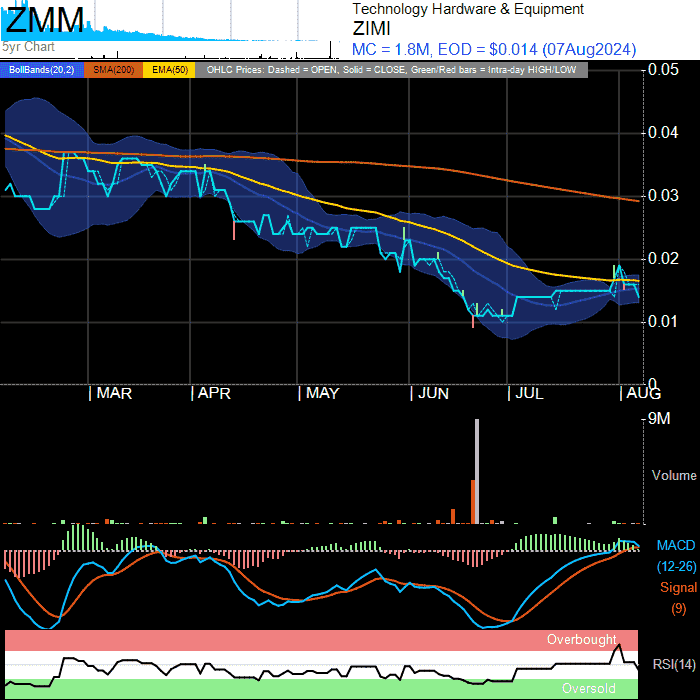 ZMM
5yr Chart
Technology Hardware & Equipment
ZIMI
MC = 1.8M, EOD = $0.014 (07Aug2024)
BollBands(20,2) SMA(200) EMA(50) OHLC Prices: Dashed = OPEN, Solid = CLOSE, Green/Red bars = Intra-day HIGH/LOW
0.05
0.04
0.03
0.02
0.01
0
MAR APR MAY JUN JUL AUG
9M
Volume
MACD
(12-26)
Signal
(9)
Overbought
RSI(14)
Oversold